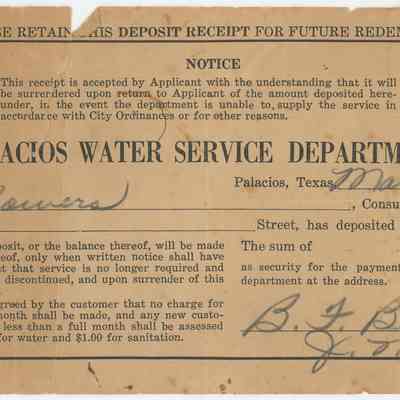 SE RETAIN THIS DEPOSIT RECEIPT FOR FUTURE REDEM
NOTICE
This receipt is accepted by Applicant with the understanding that it will
be surrendered upon return to Applicant of the amount deposited here-
under, in the event the department is unable to supply the service in
accordance with City Ordinances or for other reasons.
LACIOS WATER SERVICE DEPARTM
Palacios, Texas, Ma
Bowers, Consu
Street, has deposited
posit, or the balance thereof, will be made
eof, only when written notice shall have
t that service is no longer required and
discontinued, and upon surrender of this
The sum of
as security for the payment
department at the address
greed by the customer that no charge for
month shall be made, and any new custo-
less than a full month shall be assessed
for water and $1.00 for sanitation.
B. F. B